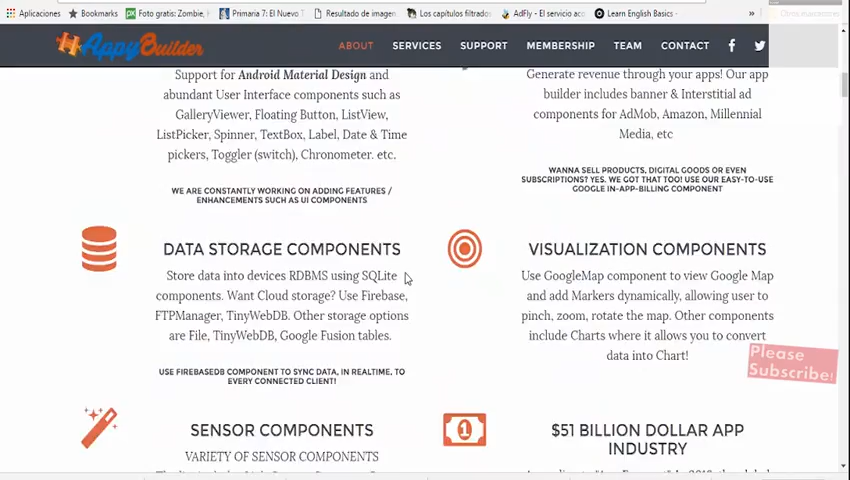 Aplicaciones
Bookmarks
Foto gratis: Zombie,
Primaria 7: El Nuevo T
Resultado de imagen
Los capítulos filtrados
AdFly - El servicio aco
Learn English Basics -
»
Otros marcadores
AppyBuilder
ABOUT
SERVICES
SUPPORT
MEMBERSHIP
TEAM
CONTACT
Support for Android Material Design and
abundant User Interface components such as
GalleryViewer, Floating Button, ListView,
ListPicker, Spinner, TextBox, Label, Date & Time
pickers, Toggler (switch), Chronometer. etc.
WE ARE CONSTANTLY WORKING ON ADDING FEATURES /
ENHANCEMENTS SUCH AS UI COMPONENTS
Generate revenue through your apps! Our app
builder includes banner & Interstitial ad
components for AdMob, Amazon, Millennial
Media, etc
WANNA SELL PRODUCTS, DIGITAL GOODS OR EVEN
SUBSCRIPTIONS? YES. WE GOT THAT TOO! USE OUR EASY-TO-USE
GOOGLE IN-APP-BILLING COMPONENT
DATA STORAGE COMPONENTS
Store data into devices RDBMS using SQLite
components. Want Cloud storage? Use Firebase,
FTPManager, TinyWebDB. Other storage options
are File, TinyWebDB, Google Fusion tables.
USE FIREBASEDB COMPONENT TO SYNC DATA, IN REALTIME, TO
EVERY CONNECTED CLIENT!
VISUALIZATION COMPONENTS
Use GoogleMap component to view Google Map
and add Markers dynamically, allowing user to
pinch, zoom, rotate the map. Other components
include Charts where it allows you to convert
data into Chart!
Please
Subscribe!
SENSOR COMPONENTS
VARIETY OF SENSOR COMPONENTS
1
$51 BILLION DOLLAR APP
INDUSTRY